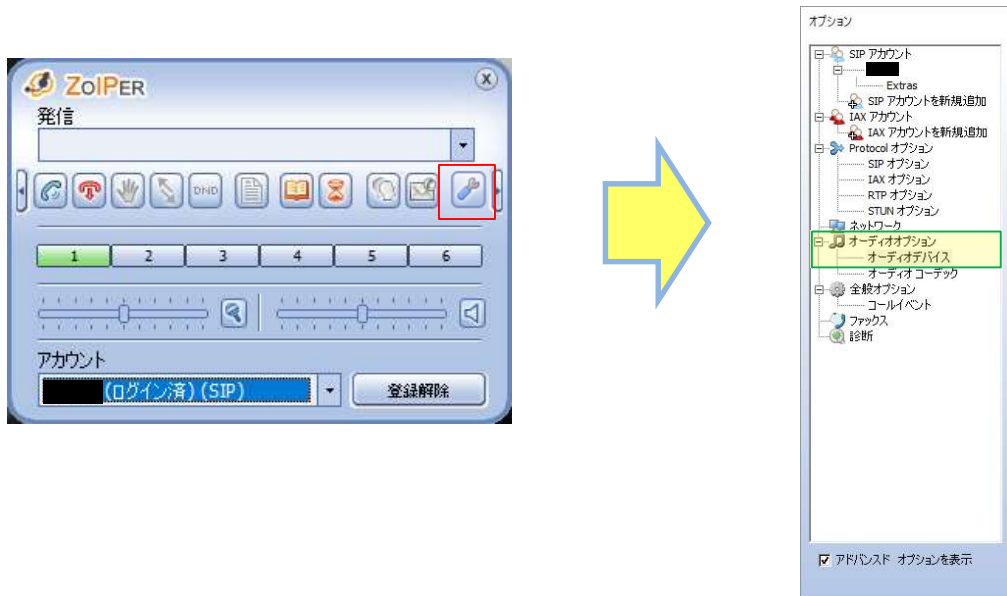 ZOIPER
発信
DND
1 2 3 4 5 6
アカウント
(ログイン済) (SIP)
登録解除
オプション
SIP アカウント
Extras
SIP アカウントを新規追加
IAX アカウント
IAX アカウントを新規追加
Protocol オプション
SIP オプション
IAX オプション
RTP オプション
STUN オプション
ネットワーク
オーディオオプション
オーディオデバイス
オーディオ コーデック
全般オプション
コールイベント
ファックス
診断
アドバンスド オプションを表示